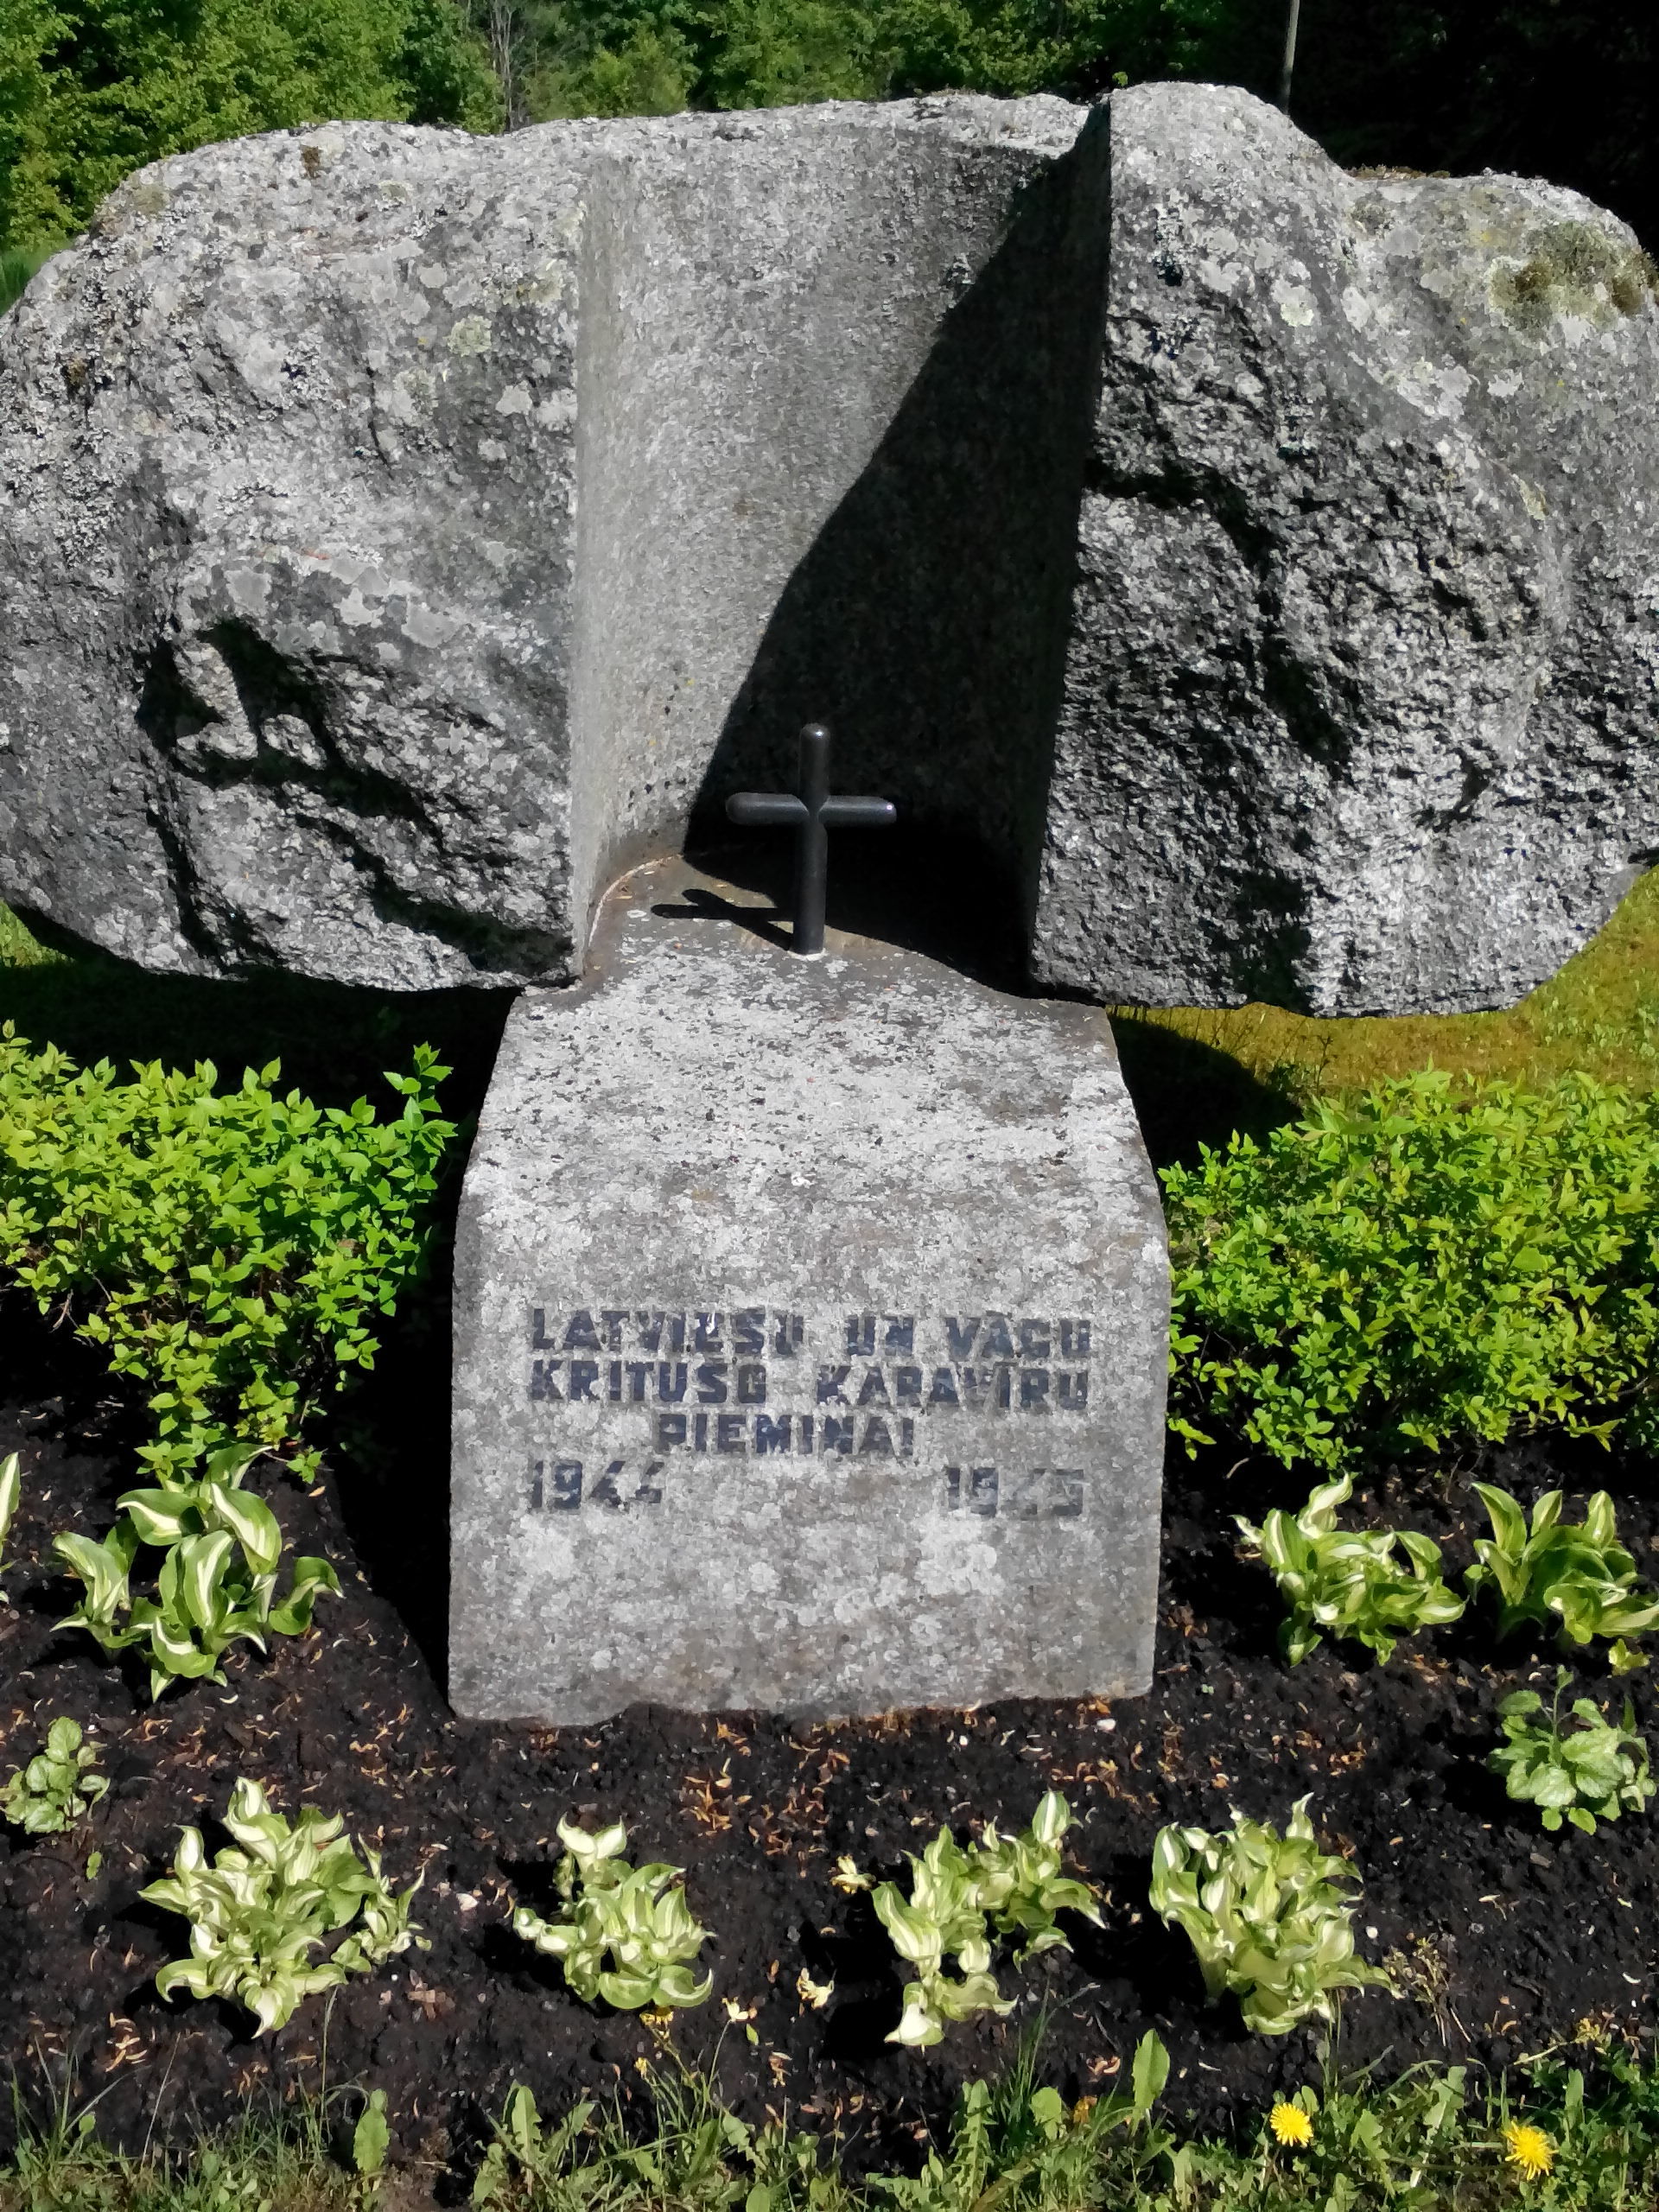 LATVIEŠU UN VĀCU
KRITUŠO KARAVĪRU
PIEMIŅAI
1944 1945